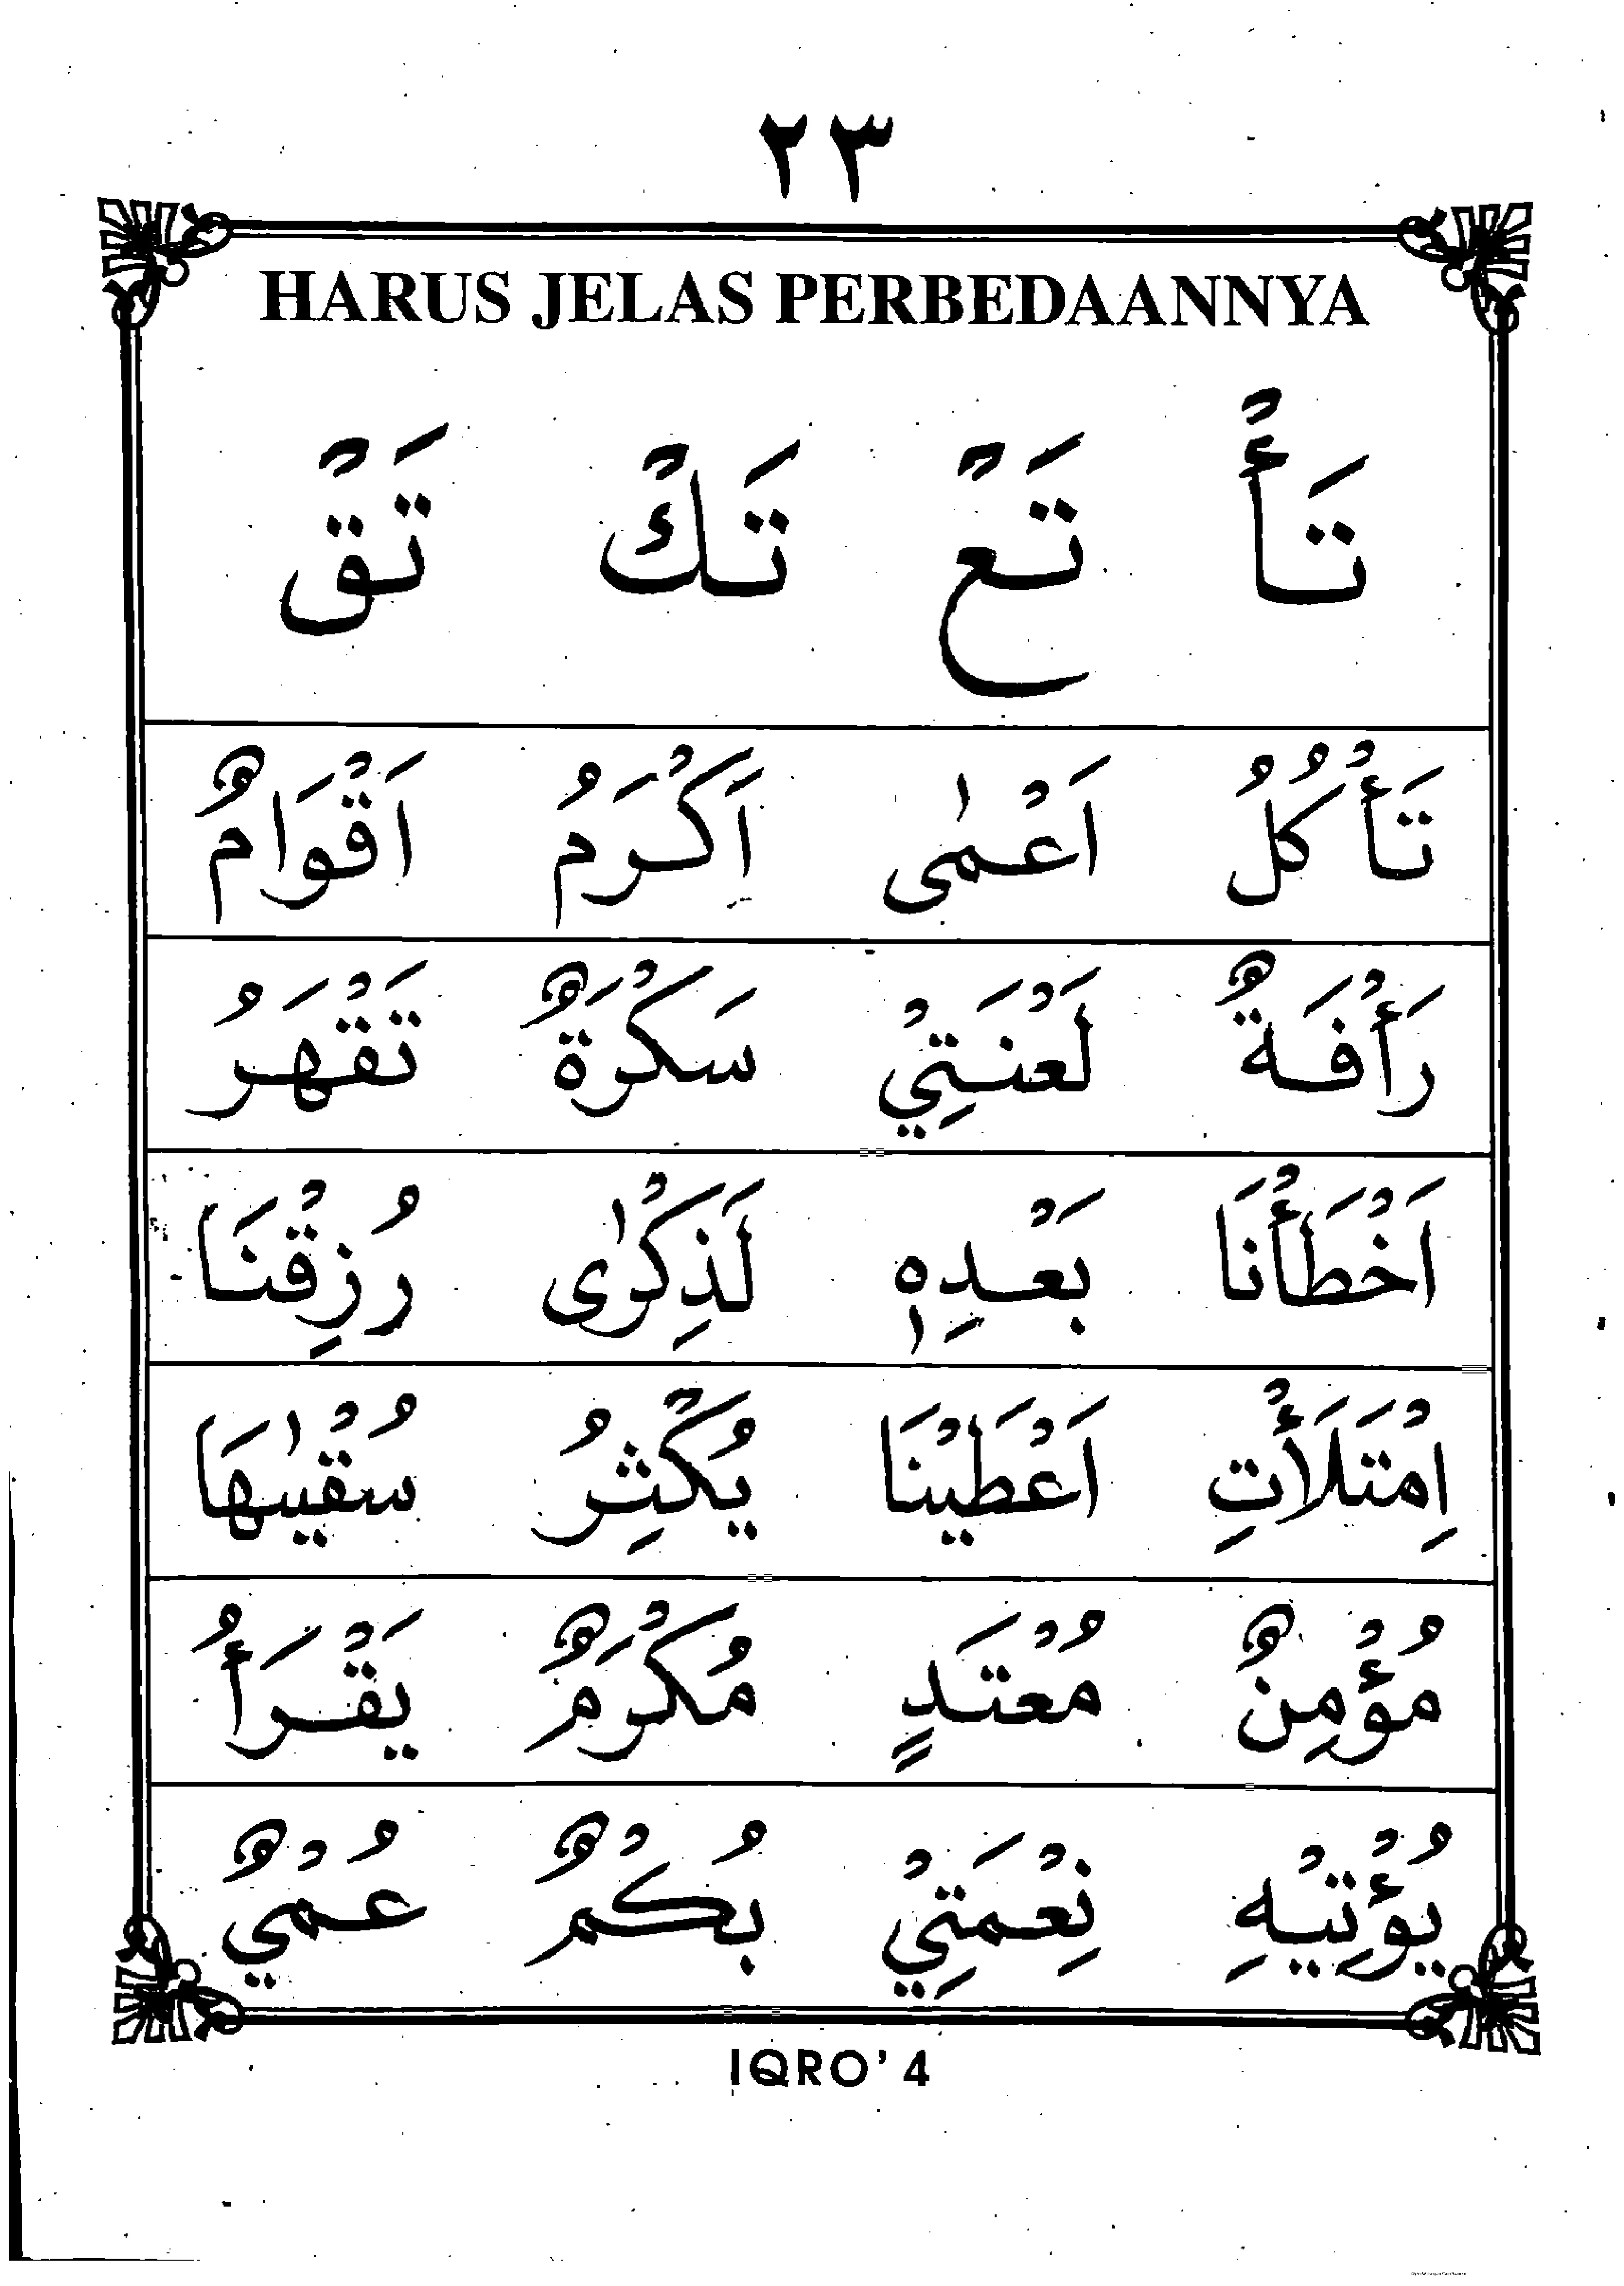 ٢٣
HARUS JELAS PERBEDAANNYA
تَأْ تَعْ تَكْ تَقْ
تَأْكُلُ اَعْمٰى اَكْرَمُ اَقْوَامٌ
رَأْفَةٌ لَعْنَتِيْ سَكْرَةٌ تَقْهَرُ
اَخْطَأْنَا بَعْدِهٖ لَذِكْرٰى رُزِقْنَا
اِمْتَلَأْتِ اَعْطَيْنَا يُكْثِرُ سُقْيٰهَا
مُؤْمِنٌ مُعْتَدٍ مُكْرَمٌ يَقْرَأُ
يُؤْتِيْهِ نِعْمَتِيْ بُكْمٌ عُمْيٌ
IQRO' 4